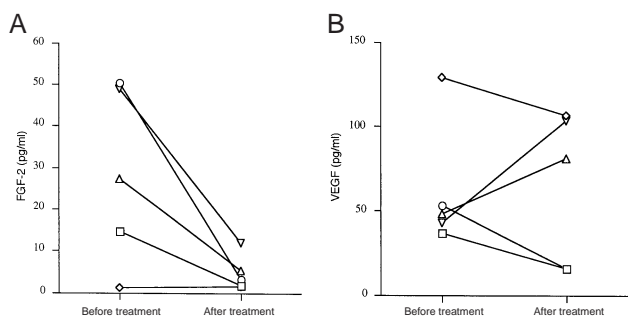 A
60
50
40
30
20
10
0
FGF-2 (pg/ml)
Before treatment
After treatment
B
150
100
50
0
VEGF (pg/ml)
Before treatment
After treatment